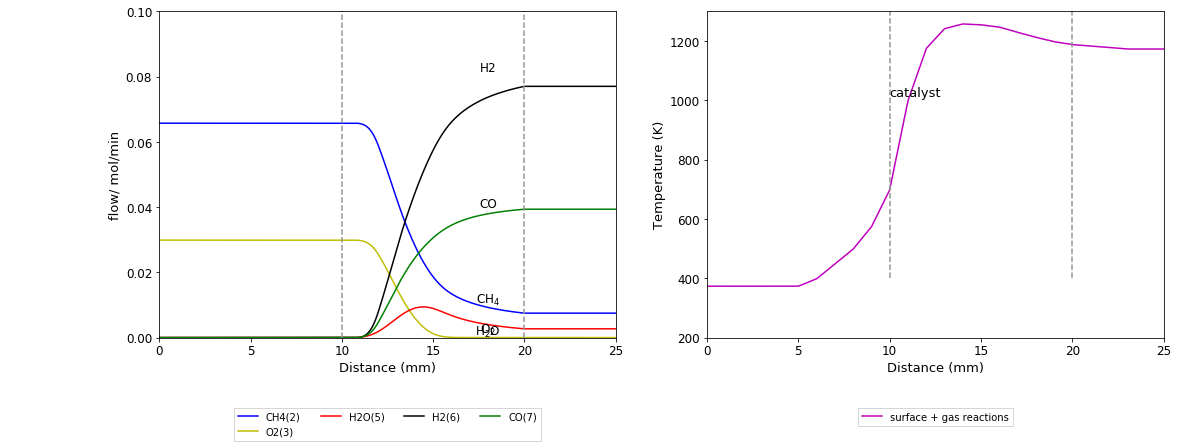 0.10
0.08
0.06
0.04
0.02
0.00
flow/ mol/min
H2
CO
CH4
O2
H2O
0 5 10 15 20 25
Distance (mm)
CH4(2) H2O(5) H2(6) CO(7)
O2(3)
1200
1000
800
600
400
200
Temperature (K)
catalyst
0 5 10 15 20 25
Distance (mm)
surface + gas reactions